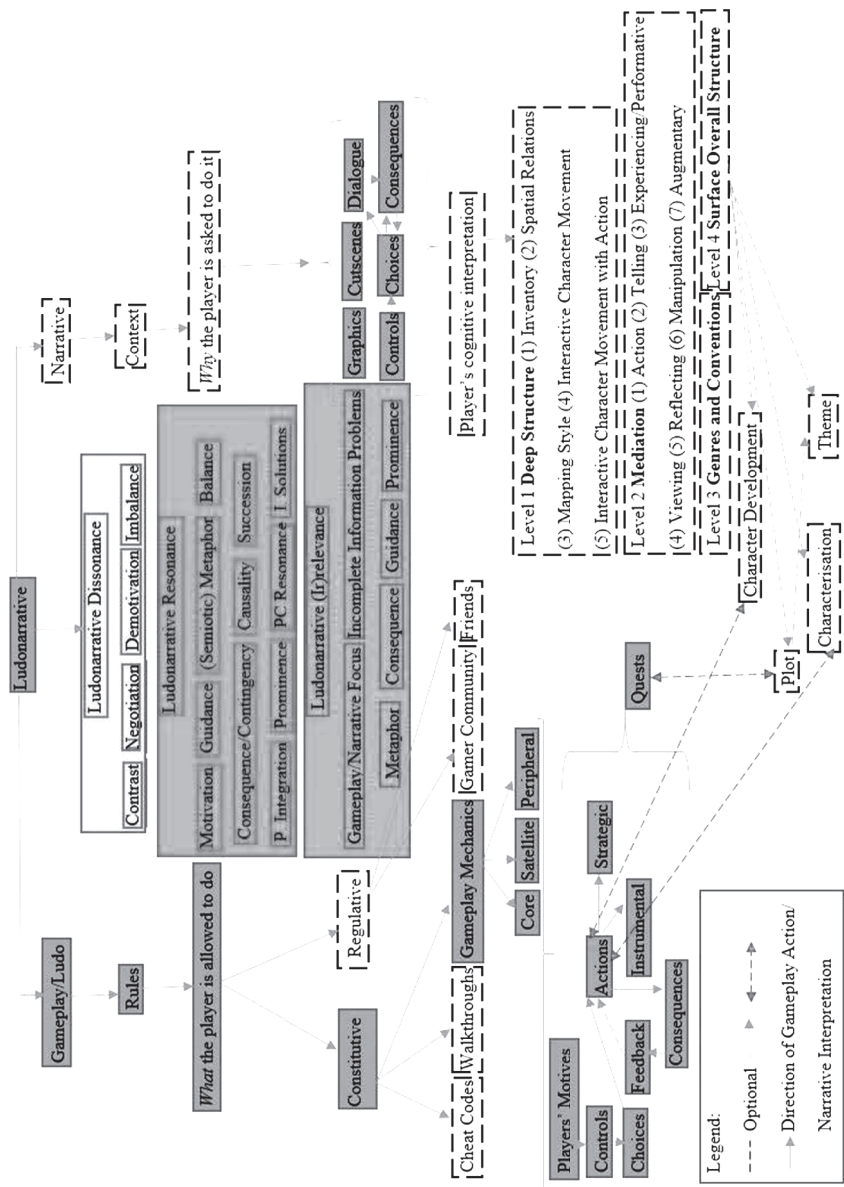 Ludonarrative
Gameplay/Ludo
Narrative
Rules
Context
What the player is allowed to do
Why the player is asked to do it
Ludonarrative Dissonance
Contrast Negotiation Demotivation Imbalance
Ludonarrative Resonance
Motivation Guidance (Semiotic) Metaphor Balance
Consequence/Contingency Causality Succession
P_Integration Prominence PC Resonance I_Solutions
Ludonarrative (Ir)relevance
Gameplay/Narrative Focus Incomplete Information Problems
Metaphor Consequence Guidance Prominence
Constitutive
Regulative
Graphics Cutscenes Dialogue
Controls Choices Consequences
Cheat Codes Walkthroughs Gameplay Mechanics Gamer Community Friends
Player's cognitive interpretation
Core Satellite Peripheral
Level 1 Deep Structure (1) Inventory (2) Spatial Relations
(3) Mapping Style (4) Interactive Character Movement
(5) Interactive Character Movement with Action
Level 2 Mediation (1) Action (2) Telling (3) Experiencing/Performative
(4) Viewing (5) Reflecting (6) Manipulation (7) Augmentary
Level 3 Genres and Conventions Level 4 Surface Overall Structure
Players' Motives
Controls Actions Strategic
Choices Feedback Instrumental
Consequences
Quests
Character Development
Plot
Characterisation
Theme
Legend:
Optional
Direction of Gameplay Action/
Narrative Interpretation